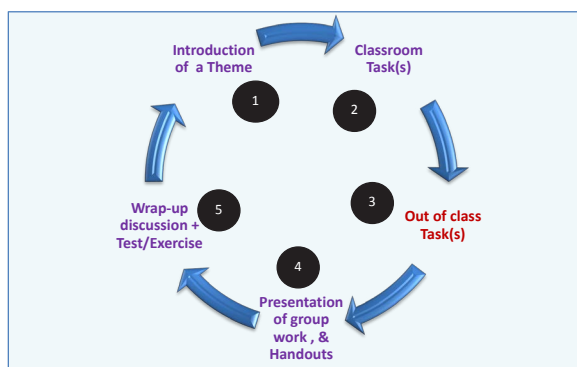 Introduction
of a Theme
1
Classroom
Task(s)
2
3
Out of class
Task(s)
4
Presentation
of group
work , &
Handouts
5
Wrap-up
discussion +
Test/Exercise